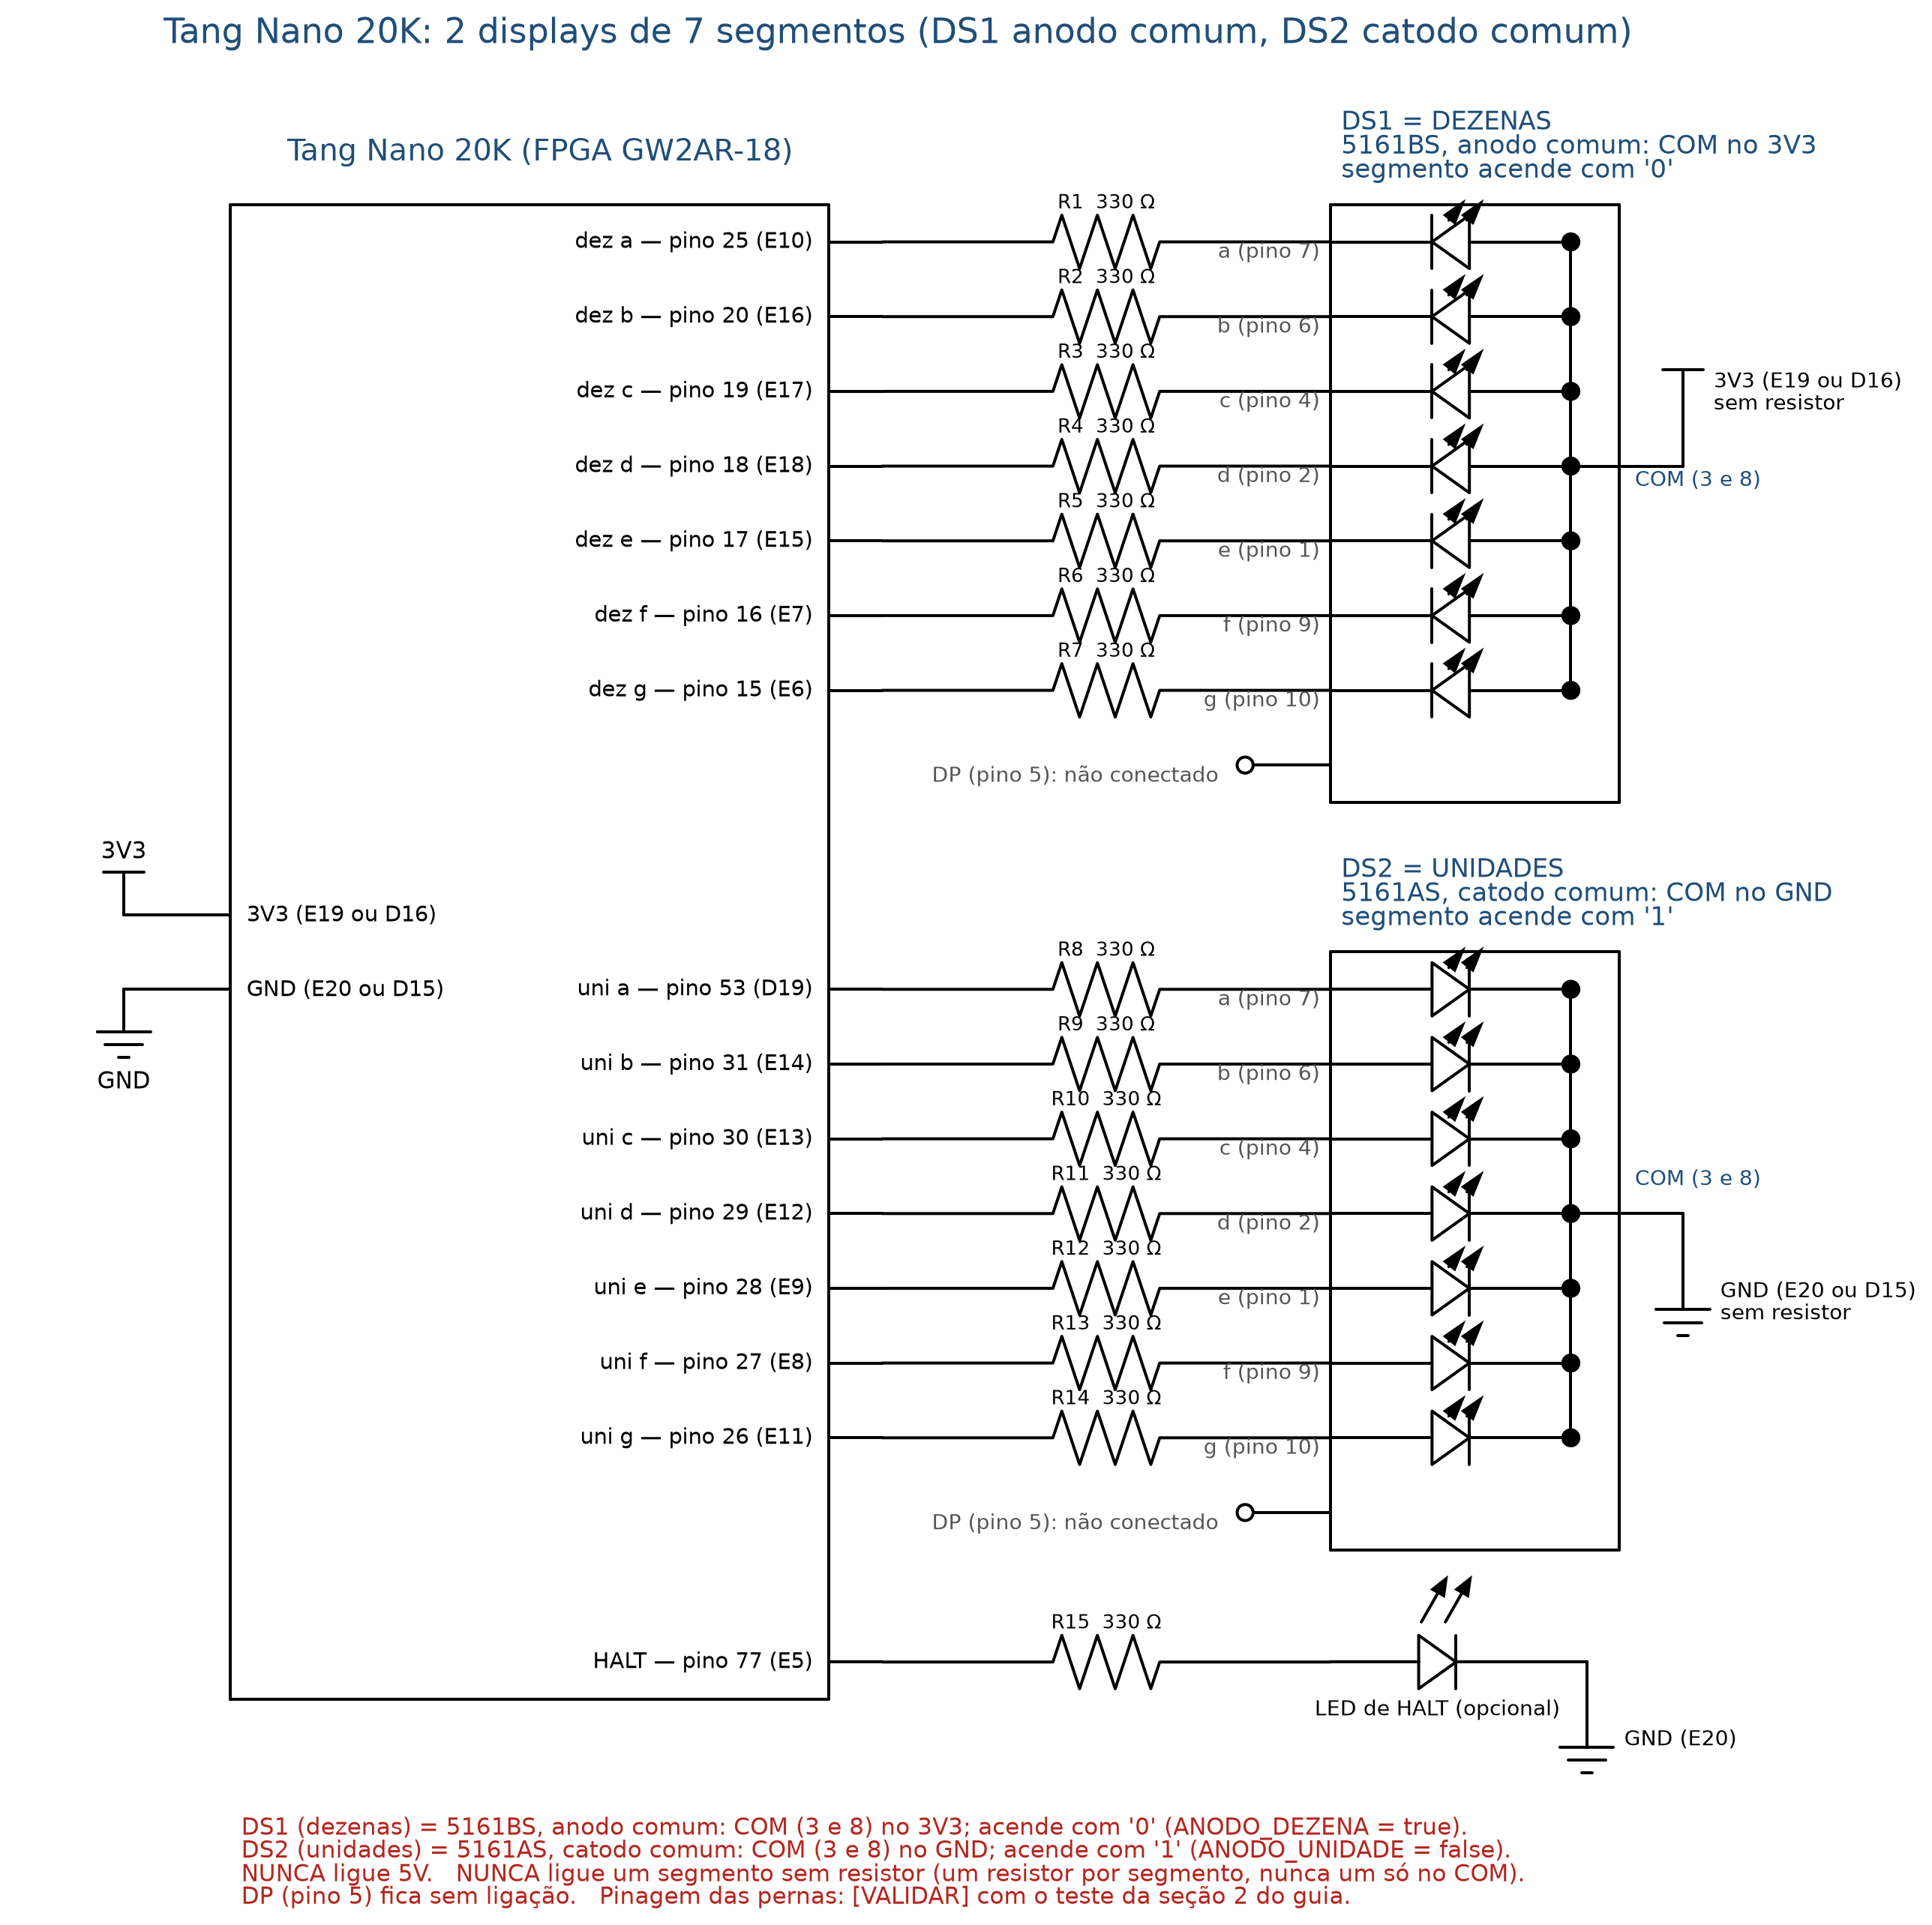 Tang Nano 20K: 2 displays de 7 segmentos (DS1 anodo comum, DS2 catodo comum)
Tang Nano 20K (FPGA GW2AR-18)
DS1 = DEZENAS
5161BS, anodo comum: COM no 3V3
segmento acende com '0'
dez a — pino 25 (E10)
R1 330 Ω
a (pino 7)
dez b — pino 20 (E16)
R2 330 Ω
b (pino 6)
dez c — pino 19 (E17)
R3 330 Ω
c (pino 4)
3V3 (E19 ou D16)
sem resistor
dez d — pino 18 (E18)
R4 330 Ω
d (pino 2)
COM (3 e 8)
dez e — pino 17 (E15)
R5 330 Ω
e (pino 1)
dez f — pino 16 (E7)
R6 330 Ω
f (pino 9)
dez g — pino 15 (E6)
R7 330 Ω
g (pino 10)
DP (pino 5): não conectado
3V3
3V3 (E19 ou D16)
GND (E20 ou D15)
GND
DS2 = UNIDADES
5161AS, catodo comum: COM no GND
segmento acende com '1'
uni a — pino 53 (D19)
R8 330 Ω
a (pino 7)
uni b — pino 31 (E14)
R9 330 Ω
b (pino 6)
uni c — pino 30 (E13)
R10 330 Ω
c (pino 4)
COM (3 e 8)
uni d — pino 29 (E12)
R11 330 Ω
d (pino 2)
uni e — pino 28 (E9)
R12 330 Ω
e (pino 1)
GND (E20 ou D15)
sem resistor
uni f — pino 27 (E8)
R13 330 Ω
f (pino 9)
uni g — pino 26 (E11)
R14 330 Ω
g (pino 10)
DP (pino 5): não conectado
HALT — pino 77 (E5)
R15 330 Ω
LED de HALT (opcional)
GND (E20)
DS1 (dezenas) = 5161BS, anodo comum: COM (3 e 8) no 3V3; acende com '0' (ANODO_DEZENA = true).
DS2 (unidades) = 5161AS, catodo comum: COM (3 e 8) no GND; acende com '1' (ANODO_UNIDADE = false).
NUNCA ligue 5V. NUNCA ligue um segmento sem resistor (um resistor por segmento, nunca um só no COM).
DP (pino 5) fica sem ligação. Pinagem das pernas: [VALIDAR] com o teste da seção 2 do guia.